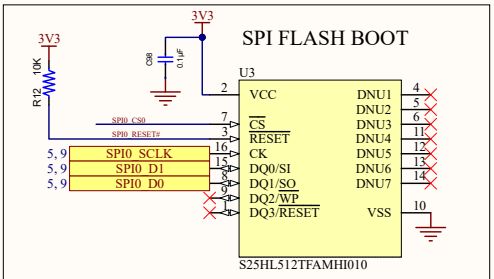 3V3
3V3
SPI FLASH BOOT
R12 10K
C98
0.1µF
U3
2 VCC DNU1 4
DNU2 5
SPI0_CS0 7 CS DNU3 6
SPI0_RESET# 3 RESET DNU4 11
5, 9 SPI0_SCLK 16 CK DNU5 12
5, 9 SPI0_D1 15 DQ0/SI DNU6 13
5, 9 SPI0_D0 8 DQ1/SO DNU7 14
9 DQ2/WP
1 DQ3/RESET VSS 10
S25HL512TFAMHI010